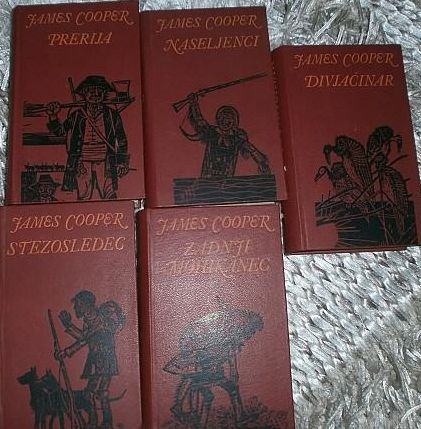 JAMES COOPER
PRERIJA
JAMES COOPER
NASELJENCI
JAMES COOPER
DIVJAČINAR
JAMES COOPER
STEZOSLEDEC
JAMES COOPER
ZADNJI
MOHIKANEC